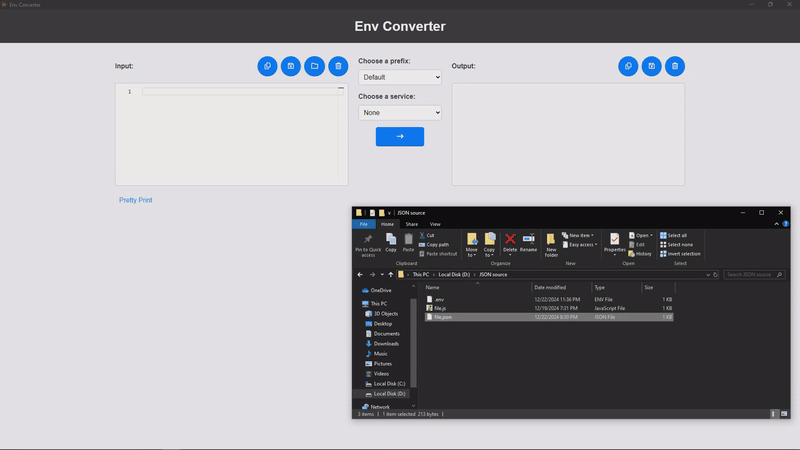 Env Converter
Env Converter
Input:
Choose a prefix:
Output:
Default
Choose a service:
None
1
Pretty Print
JSON source
File Home Share View
Pin to Quick access
Copy
Paste
Cut
Copy path
Paste shortcut
Clipboard
Move to
Copy to
Delete
Rename
Organize
New folder
New item
Easy access
New
Properties
Open
Edit
History
Open
Select all
Select none
Invert selection
Select
This PC › Local Disk (D:) › JSON source
Search JSON source
OneDrive
This PC
3D Objects
Desktop
Documents
Downloads
Music
Pictures
Videos
Local Disk (C:)
Local Disk (D:)
Network
Name Date modified Type Size
.env 12/22/2024 11:36 PM ENV File 1 KB
file.js 12/19/2024 7:31 PM JavaScript File 1 KB
file.json 12/22/2024 8:30 PM JSON File 1 KB
3 items 1 item selected 213 bytes